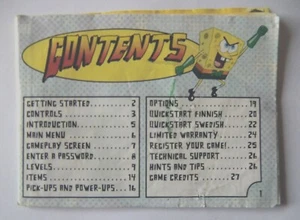 CONTENTS
GETTING STARTED........2
CONTROLS...............3
INTRODUCTION...........5
MAIN MENU..............6
GAMEPLAY SCREEN........7
ENTER A PASSWORD.......8
LEVELS.................9
ITEMS.................14
PICK-UPS AND POWER-UPS...16
OPTIONS...............19
QUICKSTART FINNISH....20
QUICKSTART SWEDISH....22
LIMITED WARRANTY......24
REGISTER YOUR GAME!...25
TECHNICAL SUPPORT.....26
HINTS AND TIPS........26
GAME CREDITS..........27
1